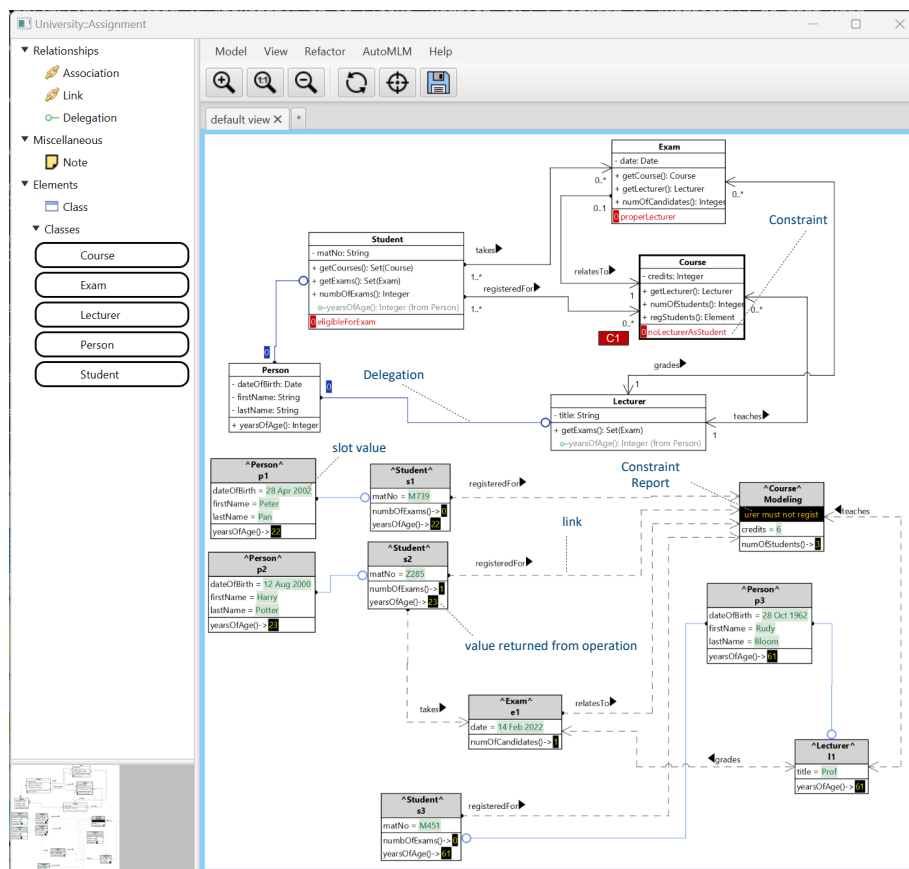 University::Assignment
Relationships
Association
Link
Delegation
Miscellaneous
Note
Elements
Class
Classes
Course
Exam
Lecturer
Person
Student
Model View Refactor AutoMLM Help
1:1
default view ✕ *
Exam
- date: Date
+ getCourse(): Course
+ getLecturer(): Lecturer
+ numOfCandidates(): Integer
0 properLecturer
0..*
0..1
0..*
Constraint
Student
- matNo: String
+ getCourses(): Set(Course)
+ getExams(): Set(Exam)
+ numbOfExams(): Integer
yearsOfAge(): Integer (from Person)
0 eligibleForExam
takes
1..*
registeredFor
1..*
relatesTo
1
0..*
Course
- credits: Integer
+ getLecturer(): Lecturer
+ numOfStudents(): Integer
+ regStudents(): Element
0 noLecturerAsStudent
0..*
C1
0
Person
- dateOfBirth: Date
- firstName: String
- lastName: String
+ yearsOfAge(): Integer
0
Delegation
grades
1
Lecturer
- title: String
+ getExams(): Set(Exam)
yearsOfAge(): Integer (from Person)
teaches
1
^Person^
p1
dateOfBirth = 28 Apr 2002
firstName = Peter
lastName = Pan
yearsOfAge()-> 22
slot value
^Student^
s1
matNo = M739
numbOfExams()-> 0
yearsOfAge()-> 22
registeredFor
Constraint
Report
^Course^
Modeling
urer must not regist
credits = 6
numOfStudents()-> 3
teaches
link
^Person^
p2
dateOfBirth = 12 Aug 2000
firstName = Harry
lastName = Potter
yearsOfAge()-> 23
^Student^
s2
matNo = Z285
numbOfExams()-> 1
yearsOfAge()-> 23
registeredFor
^Person^
p3
dateOfBirth = 28 Oct 1962
firstName = Rudy
lastName = Bloom
yearsOfAge()-> 61
value returned from operation
takes
^Exam^
e1
date = 14 Feb 2022
numOfCandidates()-> 1
relatesTo
grades
^Lecturer^
l1
title = Prof
yearsOfAge()-> 61
^Student^
s3
matNo = M451
numbOfExams()-> 0
yearsOfAge()-> 61
registeredFor